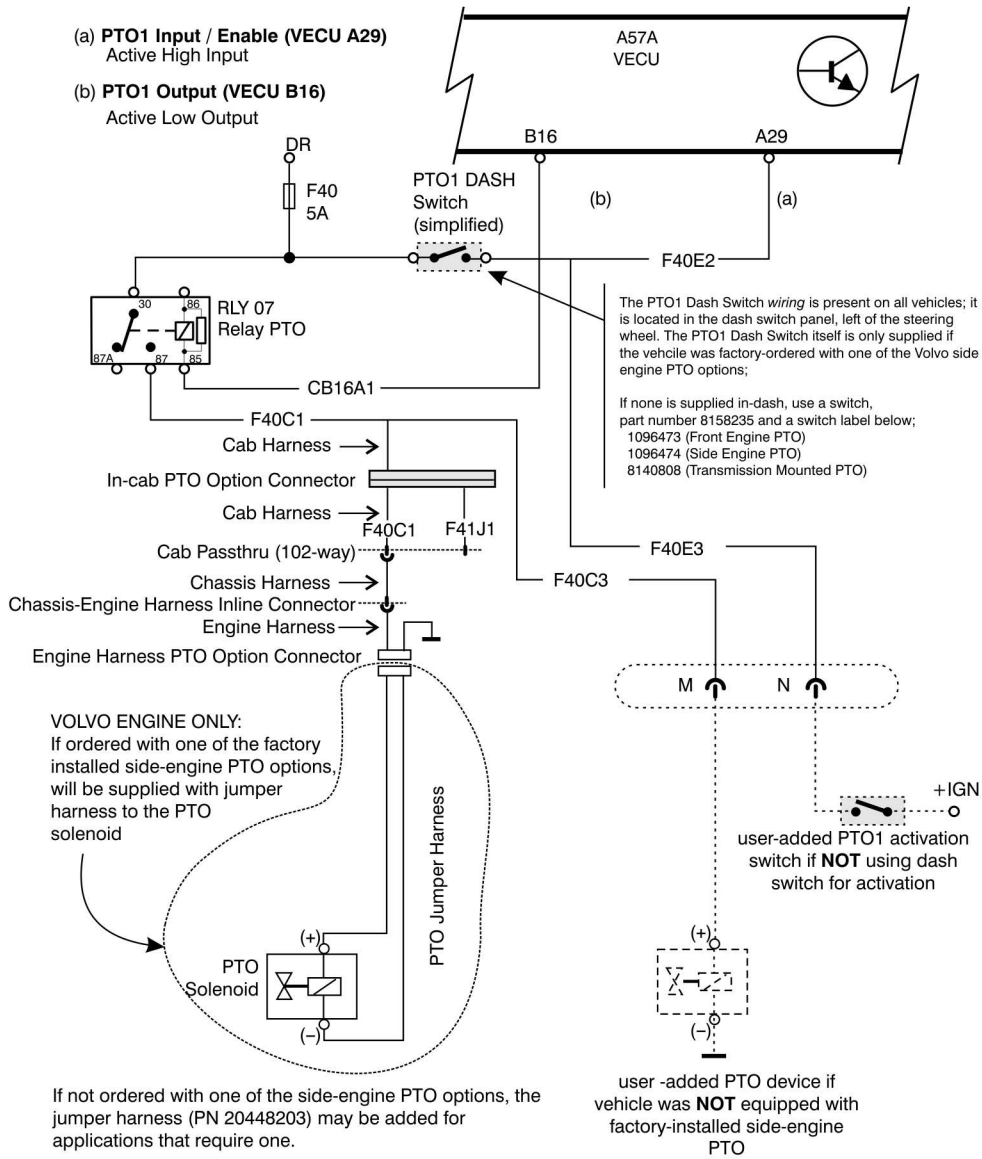 (a) PTO1 Input / Enable (VECU A29)
Active High Input
(b) PTO1 Output (VECU B16)
Active Low Output
A57A
VECU
B16
A29
DR
F40
5A
PTO1 DASH
Switch
(simplified)
(b)
(a)
F40E2
30
86
RLY 07
Relay PTO
87A
87
85
CB16A1
The PTO1 Dash Switch wiring is present on all vehicles; it
is located in the dash switch panel, left of the steering
wheel. The PTO1 Dash Switch itself is only supplied if
the vehcile was factory-ordered with one of the Volvo side
engine PTO options;
If none is supplied in-dash, use a switch,
part number 8158235 and a switch label below;
1096473 (Front Engine PTO)
1096474 (Side Engine PTO)
8140808 (Transmission Mounted PTO)
F40C1
Cab Harness
In-cab PTO Option Connector
Cab Harness
F40C1
F41J1
Cab Passthru (102-way)
F40E3
Chassis Harness
F40C3
Chassis-Engine Harness Inline Connector
Engine Harness
Engine Harness PTO Option Connector
M
N
VOLVO ENGINE ONLY:
If ordered with one of the factory
installed side-engine PTO options,
will be supplied with jumper
harness to the PTO
solenoid
+IGN
user-added PTO1 activation
switch if NOT using dash
switch for activation
PTO Jumper Harness
(+)
PTO
Solenoid
(–)
(+)
(–)
user -added PTO device if
vehicle was NOT equipped with
factory-installed side-engine
PTO
If not ordered with one of the side-engine PTO options, the
jumper harness (PN 20448203) may be added for
applications that require one.